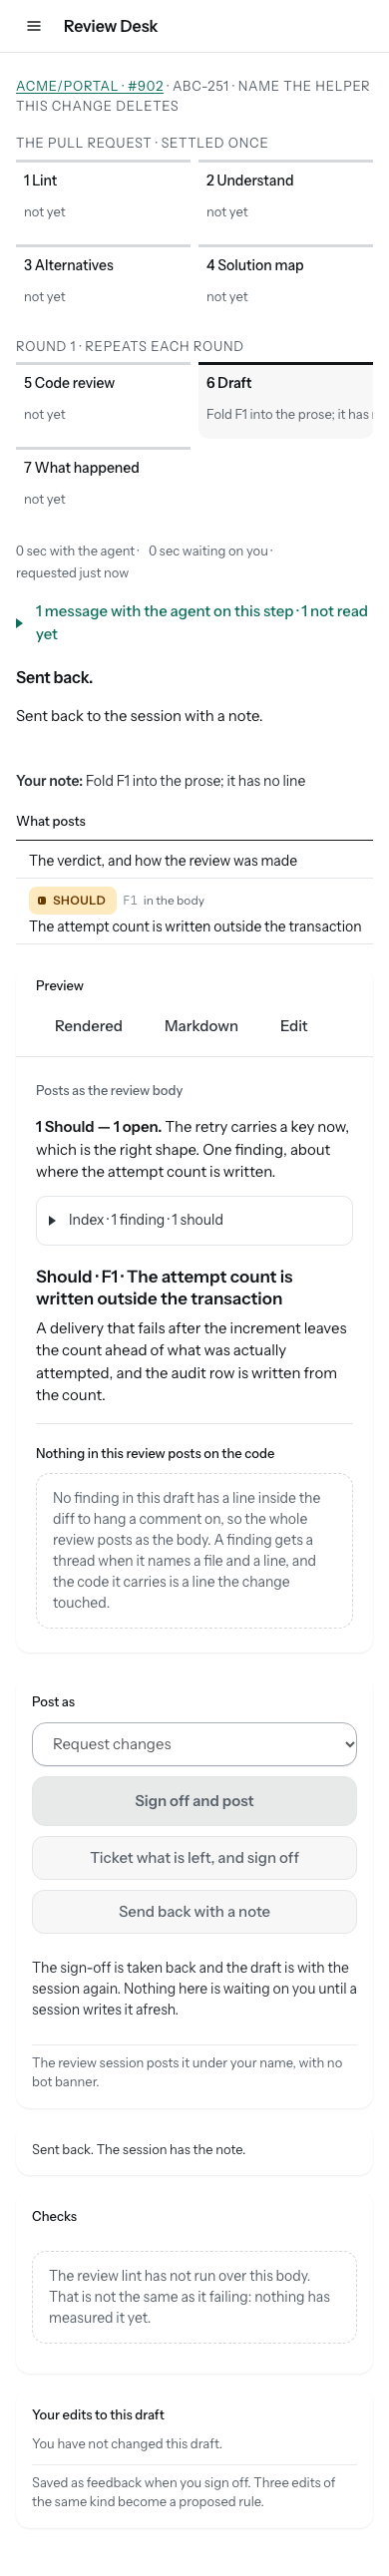 Review Desk
ACME/PORTAL · #902 · ABC-251 · NAME THE HELPER
THIS CHANGE DELETES
THE PULL REQUEST · SETTLED ONCE
1 Lint
not yet
2 Understand
not yet
3 Alternatives
not yet
4 Solution map
not yet
ROUND 1 · REPEATS EACH ROUND
5 Code review
not yet
6 Draft
Fold F1 into the prose; it has
7 What happened
not yet
0 sec with the agent · 0 sec waiting on you ·
requested just now
1 message with the agent on this step · 1 not read
yet
Sent back.
Sent back to the session with a note.
Your note: Fold F1 into the prose; it has no line
What posts
The verdict, and how the review was made
SHOULD F1 in the body
The attempt count is written outside the transaction
Preview
Rendered Markdown Edit
Posts as the review body
1 Should — 1 open. The retry carries a key now,
which is the right shape. One finding, about
where the attempt count is written.
Index · 1 finding · 1 should
Should · F1 · The attempt count is
written outside the transaction
A delivery that fails after the increment leaves
the count ahead of what was actually
attempted, and the audit row is written from
the count.
Nothing in this review posts on the code
No finding in this draft has a line inside the
diff to hang a comment on, so the whole
review posts as the body. A finding gets a
thread when it names a file and a line, and
the code it carries is a line the change
touched.
Post as
Request changes
Sign off and post
Ticket what is left, and sign off
Send back with a note
The sign-off is taken back and the draft is with the
session again. Nothing here is waiting on you until a
session writes it afresh.
The review session posts it under your name, with no
bot banner.
Sent back. The session has the note.
Checks
The review lint has not run over this body.
That is not the same as it failing: nothing has
measured it yet.
Your edits to this draft
You have not changed this draft.
Saved as feedback when you sign off. Three edits of
the same kind become a proposed rule.